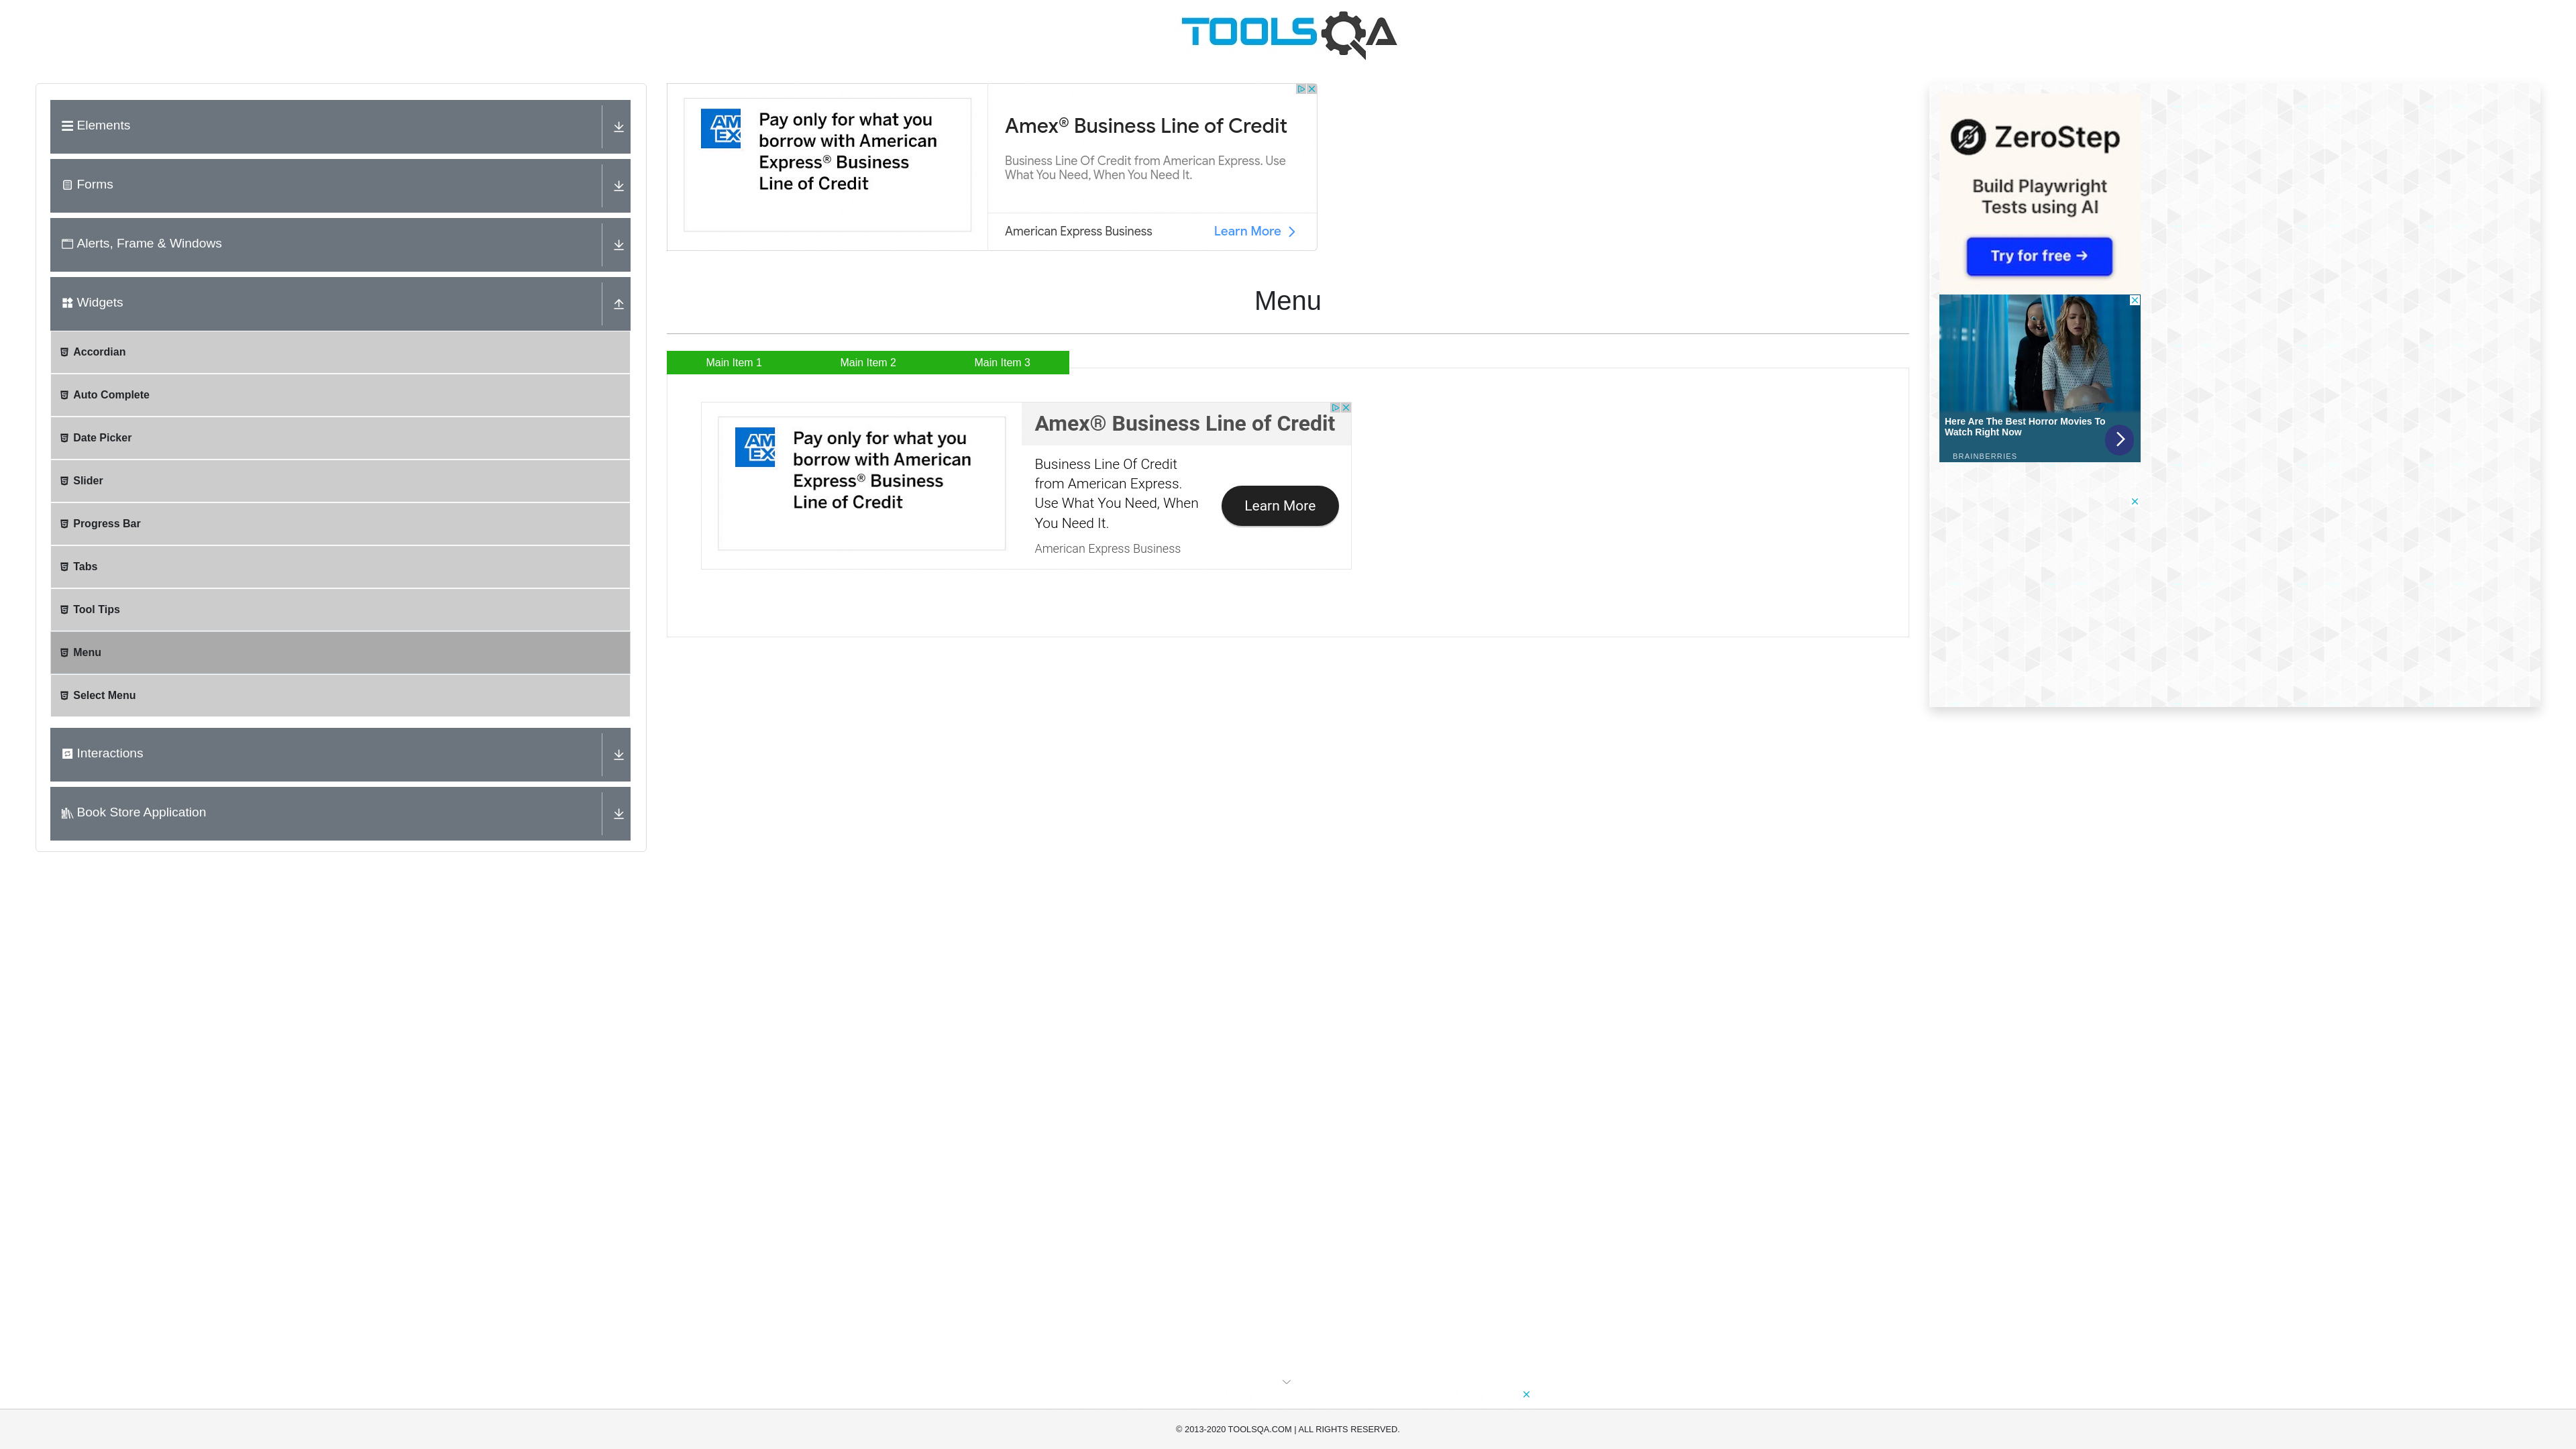 TOOLSQA
Elements
Forms
Alerts, Frame & Windows
Widgets
Accordian
Auto Complete
Date Picker
Slider
Progress Bar
Tabs
Tool Tips
Menu
Select Menu
Interactions
Book Store Application
AM
EX
Pay only for what you
borrow with American
Express® Business
Line of Credit
Amex® Business Line of Credit
Business Line Of Credit from American Express. Use
What You Need, When You Need It.
American Express Business
Learn More
Menu
Main Item 1
Main Item 2
Main Item 3
AM
EX
Pay only for what you
borrow with American
Express® Business
Line of Credit
Amex® Business Line of Credit
Business Line Of Credit
from American Express.
Use What You Need, When
You Need It.
American Express Business
Learn More
ZeroStep
Build Playwright
Tests using AI
Try for free →
Here Are The Best Horror Movies To
Watch Right Now
BRAINBERRIES
© 2013-2020 TOOLSQA.COM | ALL RIGHTS RESERVED.